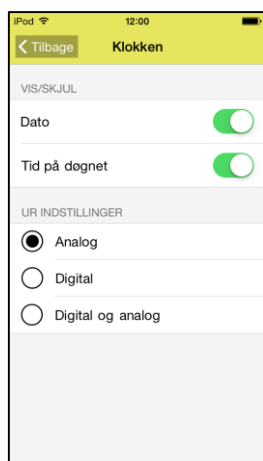 iPod 12:00
Tilbage Klokken
VIS/SKJUL
Dato
Tid på døgnet
UR INDSTILLINGER
Analog
Digital
Digital og analog